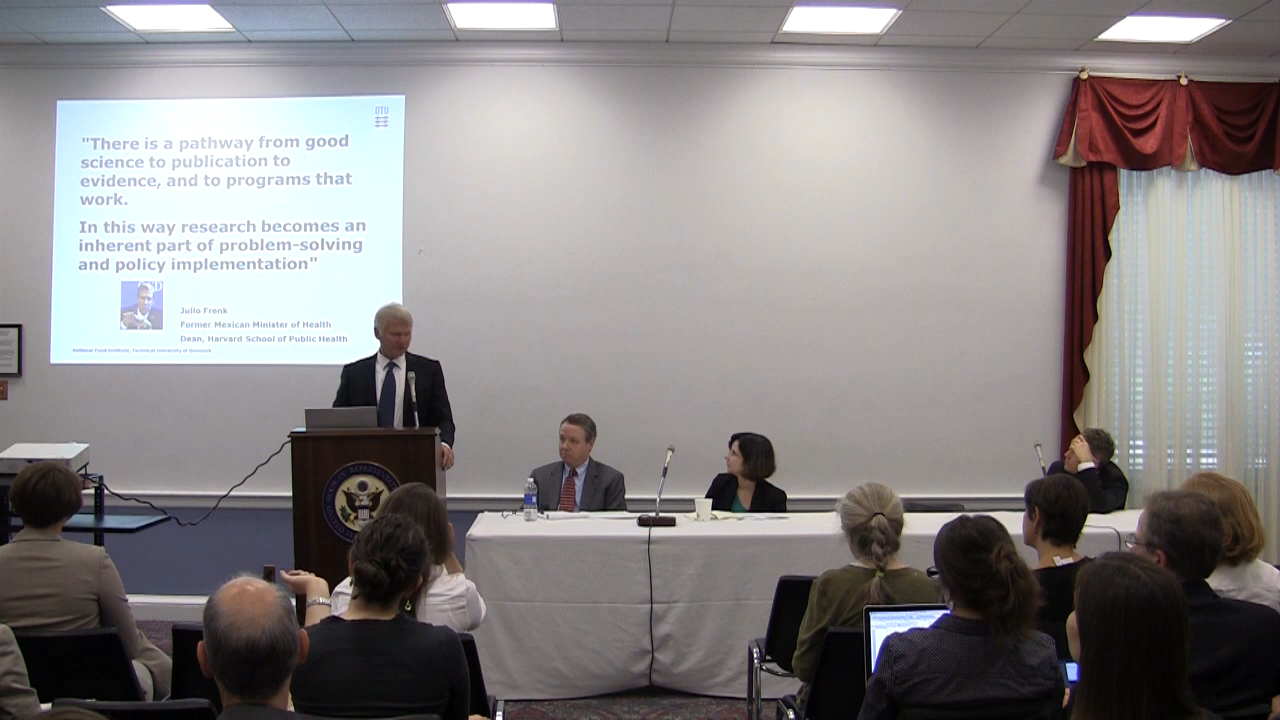 DTU
"There is a pathway from good
science to publication to
evidence, and to programs that
work.
In this way research becomes an
inherent part of problem-solving
and policy implementation"
Julio Frenk
Former Mexican Minister of Health
Dean, Harvard School of Public Health
National Food Institute, Technical University of Denmark